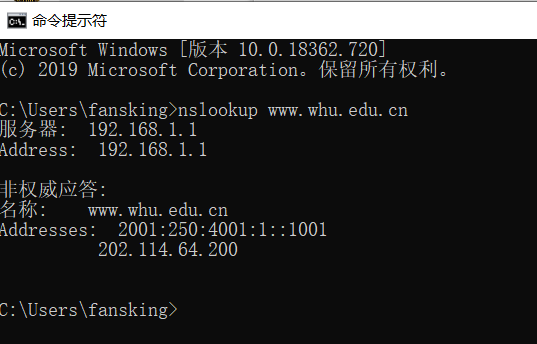 命令提示符
Microsoft Windows [版本 10.0.18362.720]
(c) 2019 Microsoft Corporation。保留所有权利。
C:\Users\fansking>nslookup www.whu.edu.cn
服务器:  192.168.1.1
Address:  192.168.1.1
非权威应答:
名称:    www.whu.edu.cn
Addresses:  2001:250:4001:1::1001
          202.114.64.200
C:\Users\fansking>